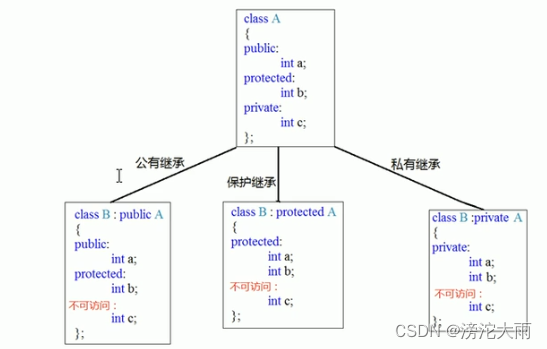 class A
{
public:
int a;
protected:
int b;
private:
int c;
};
公有继承
保护继承
私有继承
class B : public A
{
public:
int a;
protected:
int b;
不可访问：
int c;
};
class B : protected A
{
protected:
int a;
int b;
不可访问：
int c;
};
class B :private A
{
private:
int a;
int b;
不可访问：
int c;
};
CSDN @滂沱大雨